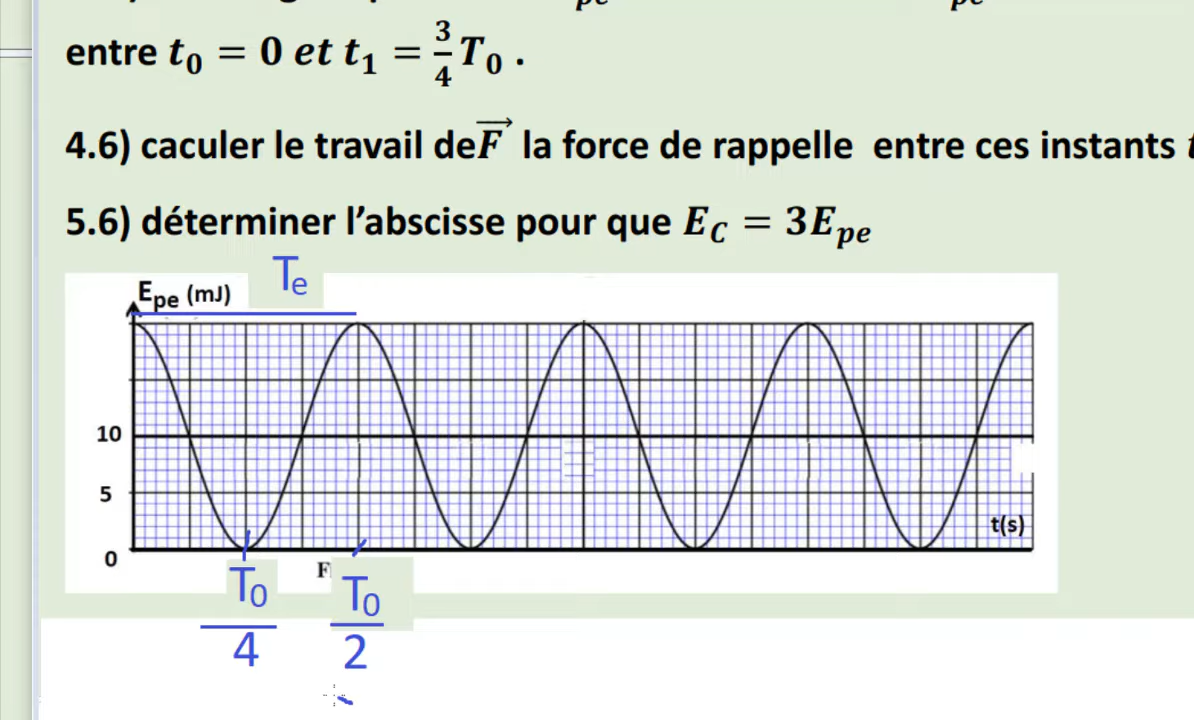 entre t₀ = 0 et t₁ = 3/4 T₀ .
4.6) caculer le travail de F⃗ la force de rappelle entre ces instants
5.6) déterminer l’abscisse pour que E_C = 3E_pe
E_pe (mJ)
T_e
10
5
0
t(s)
F
T₀/4
T₀/2